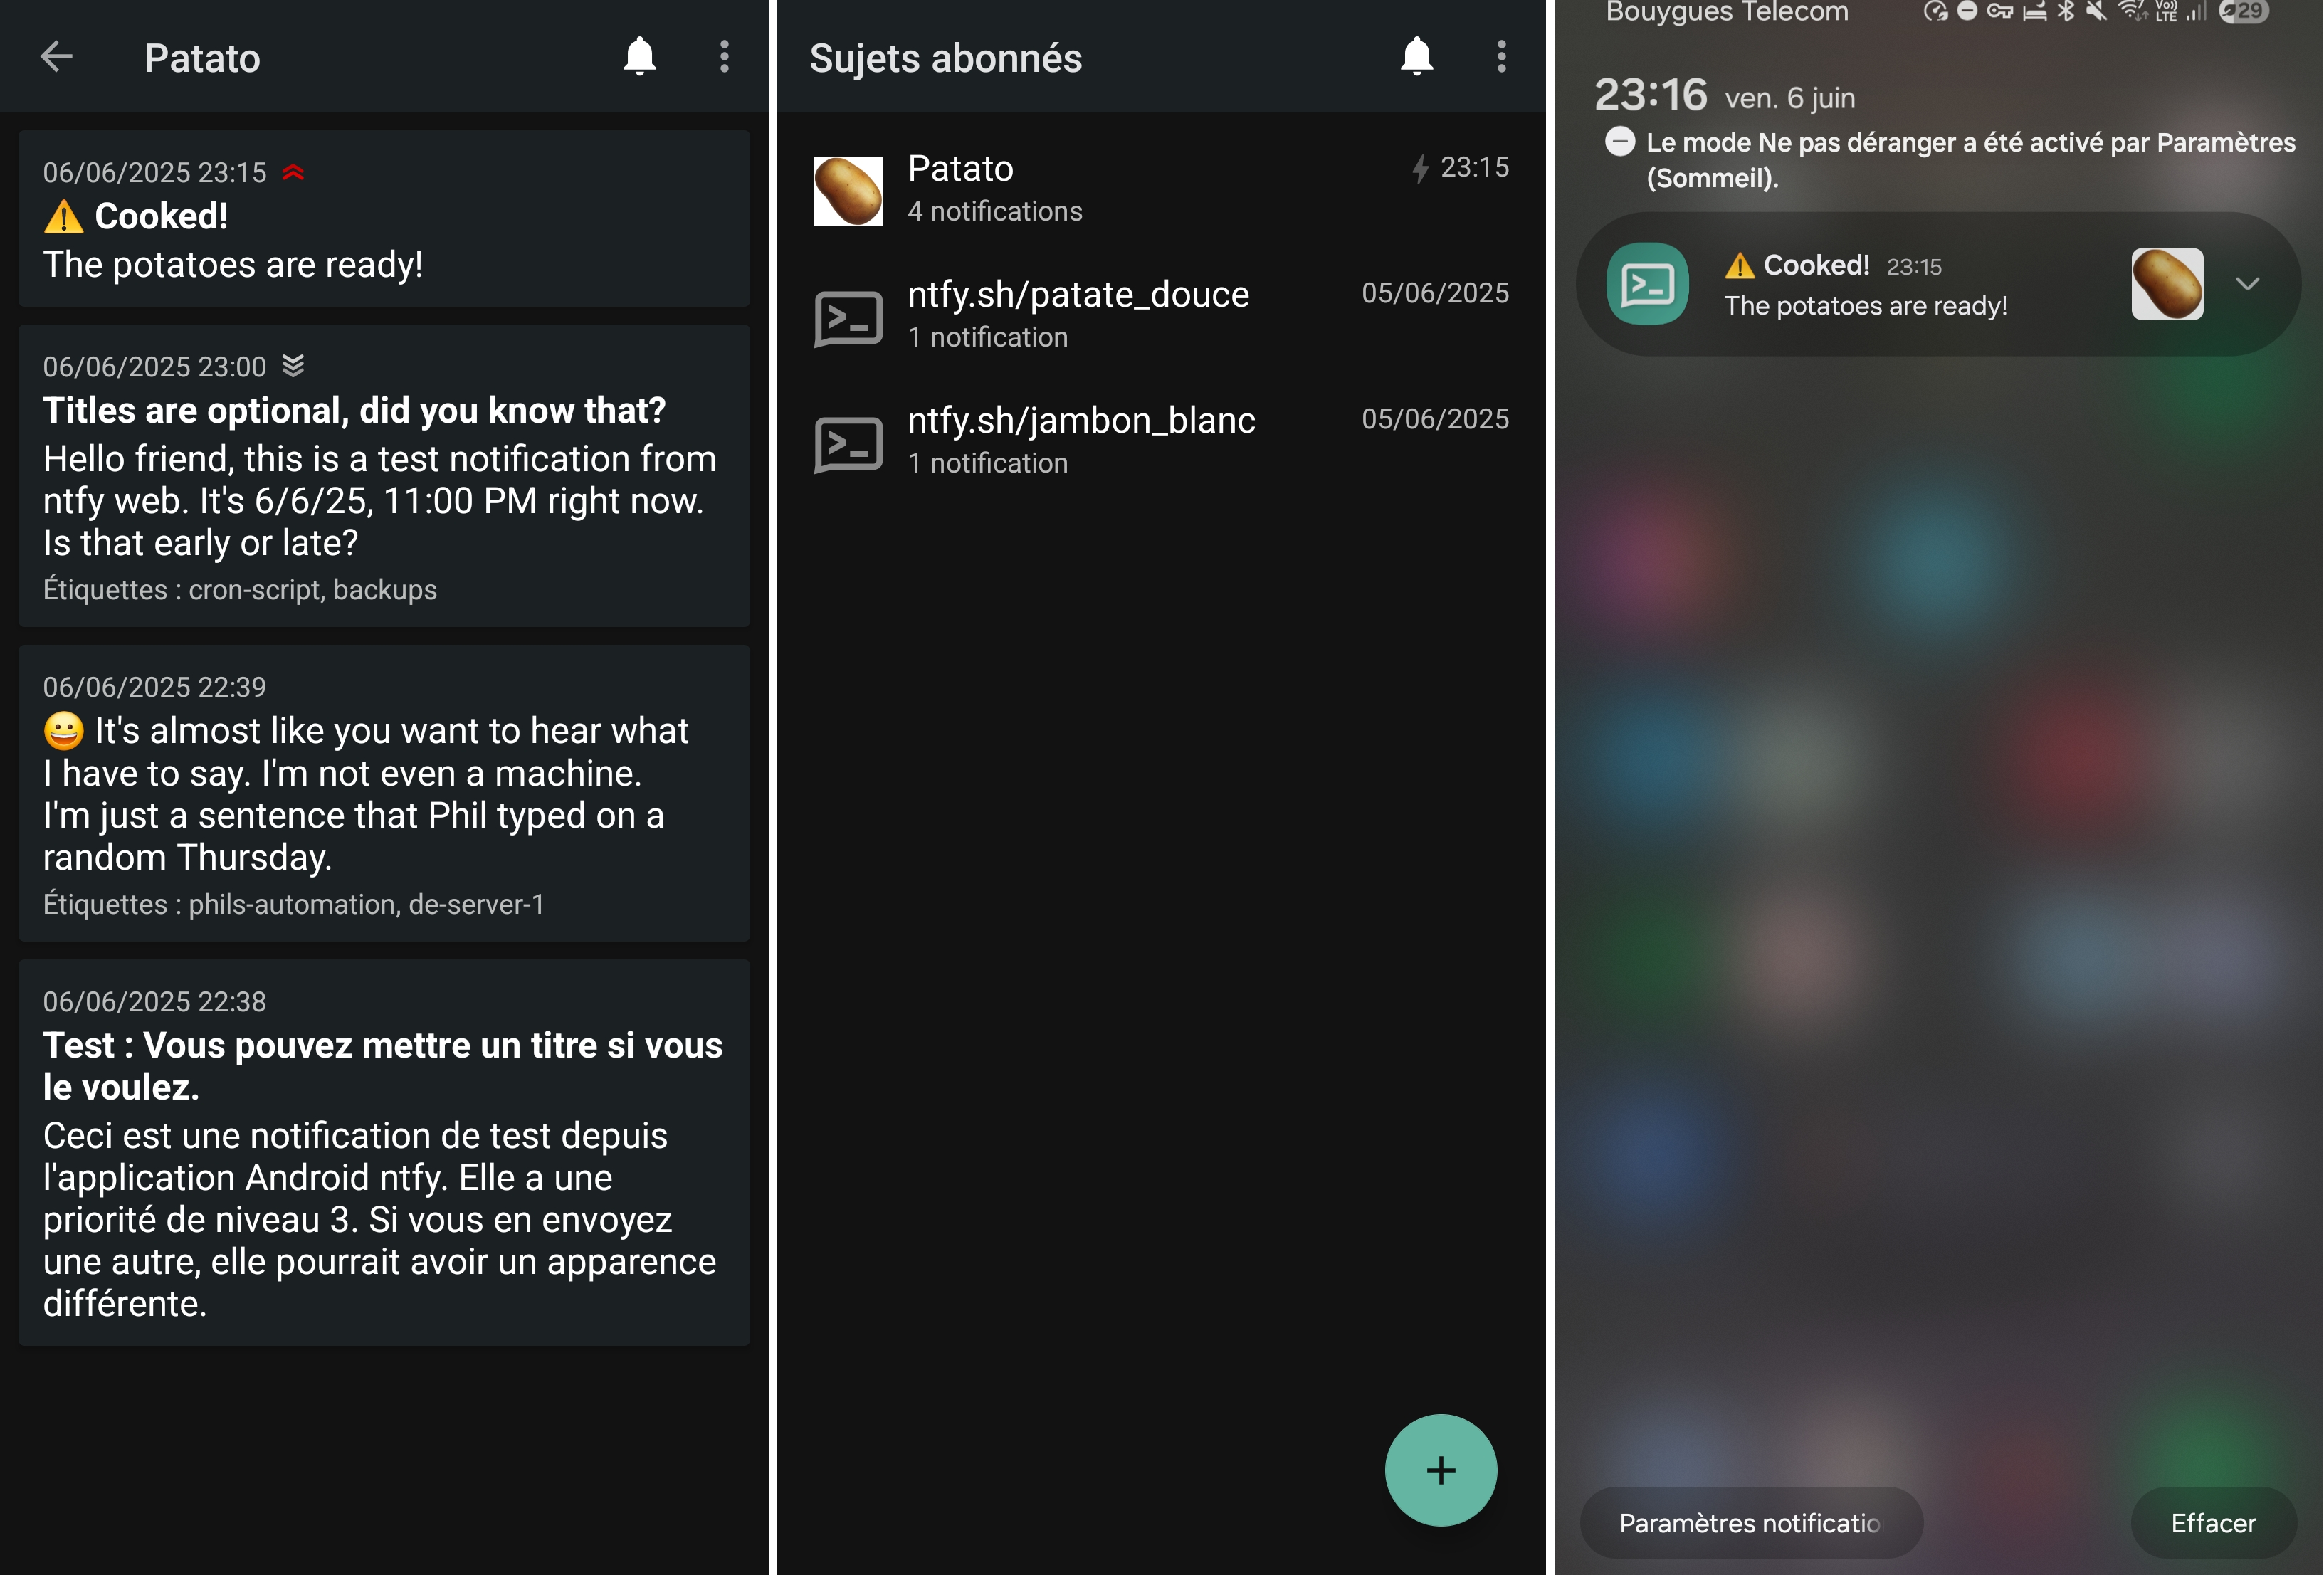 Patato
06/06/2025 23:15
⚠️ Cooked!
The potatoes are ready!
06/06/2025 23:00
Titles are optional, did you know that?
Hello friend, this is a test notification from
ntfy web. It's 6/6/25, 11:00 PM right now.
Is that early or late?
Étiquettes : cron-script, backups
06/06/2025 22:39
😀 It's almost like you want to hear what
I have to say. I'm not even a machine.
I'm just a sentence that Phil typed on a
random Thursday.
Étiquettes : phils-automation, de-server-1
06/06/2025 22:38
Test : Vous pouvez mettre un titre si vous
le voulez.
Ceci est une notification de test depuis
l'application Android ntfy. Elle a une
priorité de niveau 3. Si vous en envoyez
une autre, elle pourrait avoir un apparence
différente.
Sujets abonnés
Patato 23:15
4 notifications
ntfy.sh/patate_douce 05/06/2025
1 notification
ntfy.sh/jambon_blanc 05/06/2025
1 notification
+
Bouygues Telecom Vo)) LTE 29
23:16 ven. 6 juin
Le mode Ne pas déranger a été activé par Paramètres
(Sommeil).
⚠️ Cooked! 23:15
The potatoes are ready!
Paramètres notificatio Effacer